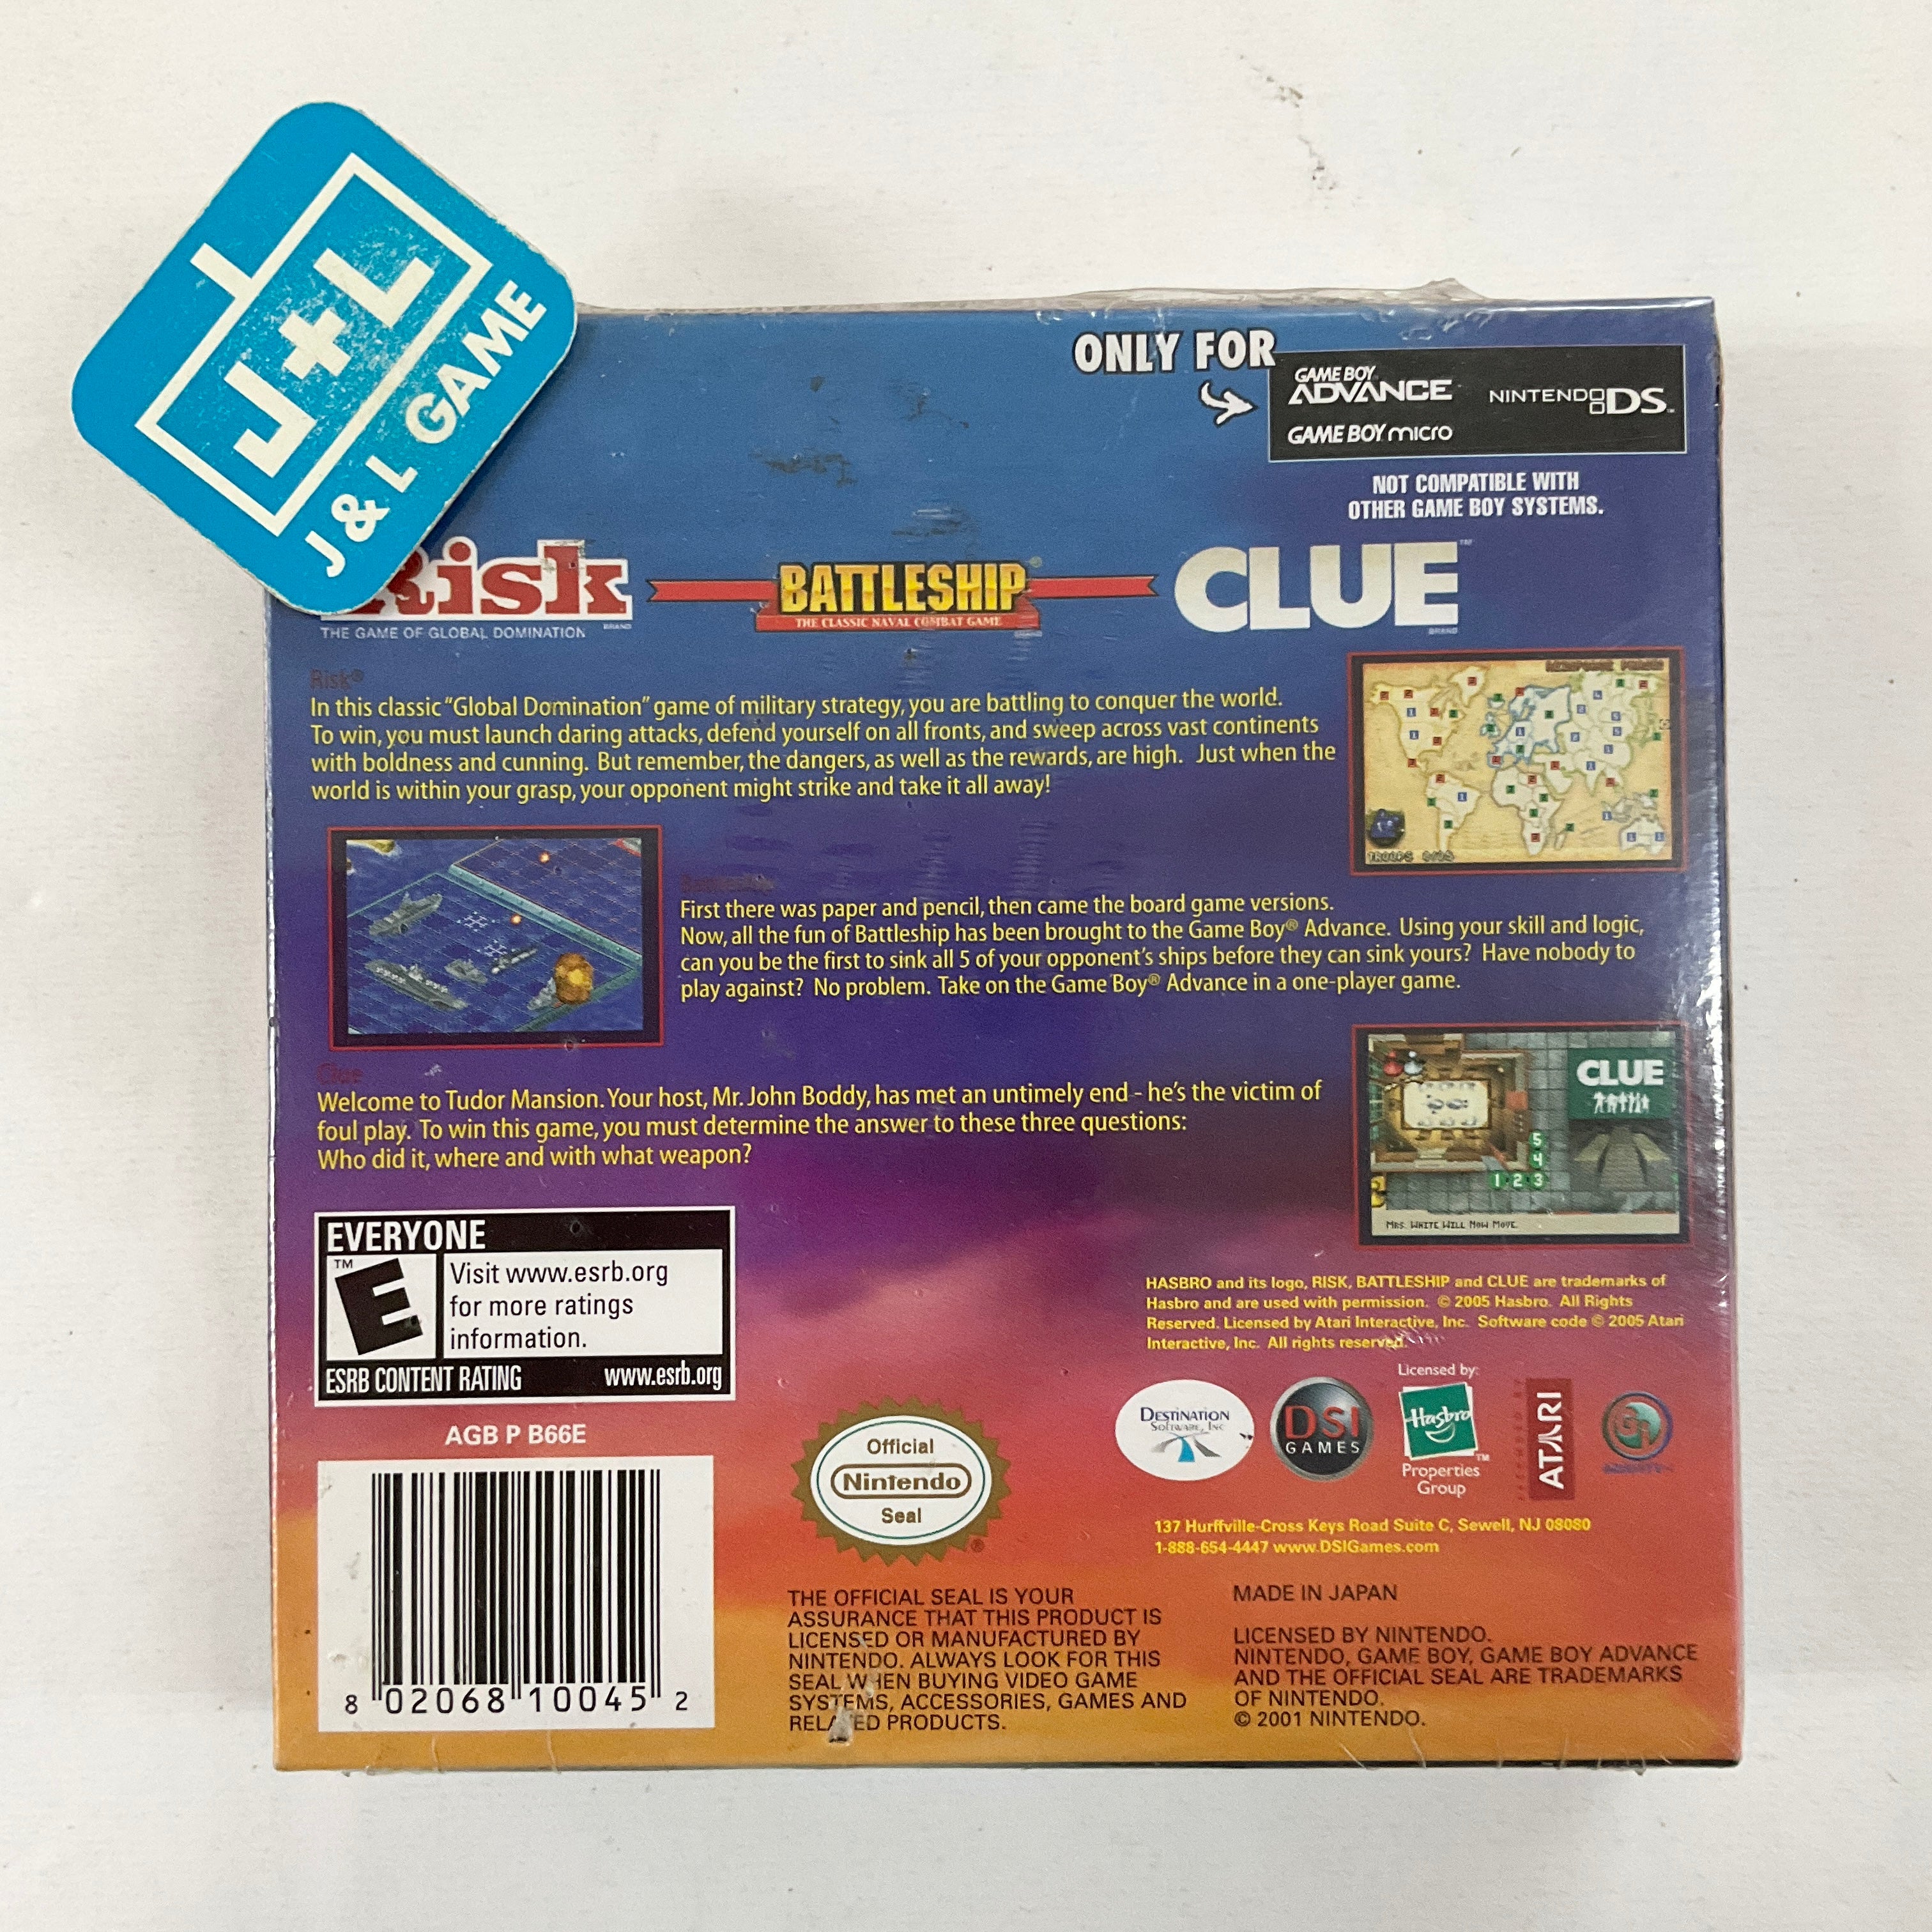 J+L
J & L GAME
ONLY FOR
GAME BOY ADVANCE
NINTENDO DS™
GAME BOY micro
NOT COMPATIBLE WITH
OTHER GAME BOY SYSTEMS.
Risk
THE GAME OF GLOBAL DOMINATION
BRAND
BATTLESHIP®
THE CLASSIC NAVAL COMBAT GAME
CLUE™
BRAND
Risk®
In this classic "Global Domination" game of military strategy, you are battling to conquer the world.
To win, you must launch daring attacks, defend yourself on all fronts, and sweep across vast continents
with boldness and cunning. But remember, the dangers, as well as the rewards, are high. Just when the
world is within your grasp, your opponent might strike and take it all away!
First there was paper and pencil, then came the board game versions.
Now, all the fun of Battleship has been brought to the Game Boy® Advance. Using your skill and logic,
can you be the first to sink all 5 of your opponent's ships before they can sink yours? Have nobody to
play against? No problem. Take on the Game Boy® Advance in a one-player game.
Clue
Welcome to Tudor Mansion. Your host, Mr. John Boddy, has met an untimely end - he's the victim of
foul play. To win this game, you must determine the answer to these three questions:
Who did it, where and with what weapon?
CLUE
5
4
1 2 3
MRS. WHITE WILL NOW MOVE.
EVERYONE
™
E
Visit www.esrb.org
for more ratings
information.
ESRB CONTENT RATING www.esrb.org
HASBRO and its logo, RISK, BATTLESHIP and CLUE are trademarks of
Hasbro and are used with permission. © 2005 Hasbro. All Rights
Reserved. Licensed by Atari Interactive, Inc. Software code © 2005 Atari
Interactive, Inc. All rights reserved.
AGB P B66E
8 02068 10045 2
Official
Nintendo
Seal
®
DESTINATION
SOFTWARE, INC
DSI
GAMES
Licensed by:
Hasbro
™
Properties
Group
ATARI
137 Hurffville-Cross Keys Road Suite C, Sewell, NJ 08080
1-888-654-4447 www.DSIGames.com
THE OFFICIAL SEAL IS YOUR
ASSURANCE THAT THIS PRODUCT IS
LICENSED OR MANUFACTURED BY
NINTENDO. ALWAYS LOOK FOR THIS
SEAL WHEN BUYING VIDEO GAME
SYSTEMS, ACCESSORIES, GAMES AND
RELATED PRODUCTS.
MADE IN JAPAN
LICENSED BY NINTENDO.
NINTENDO, GAME BOY, GAME BOY ADVANCE
AND THE OFFICIAL SEAL ARE TRADEMARKS
OF NINTENDO.
© 2001 NINTENDO.